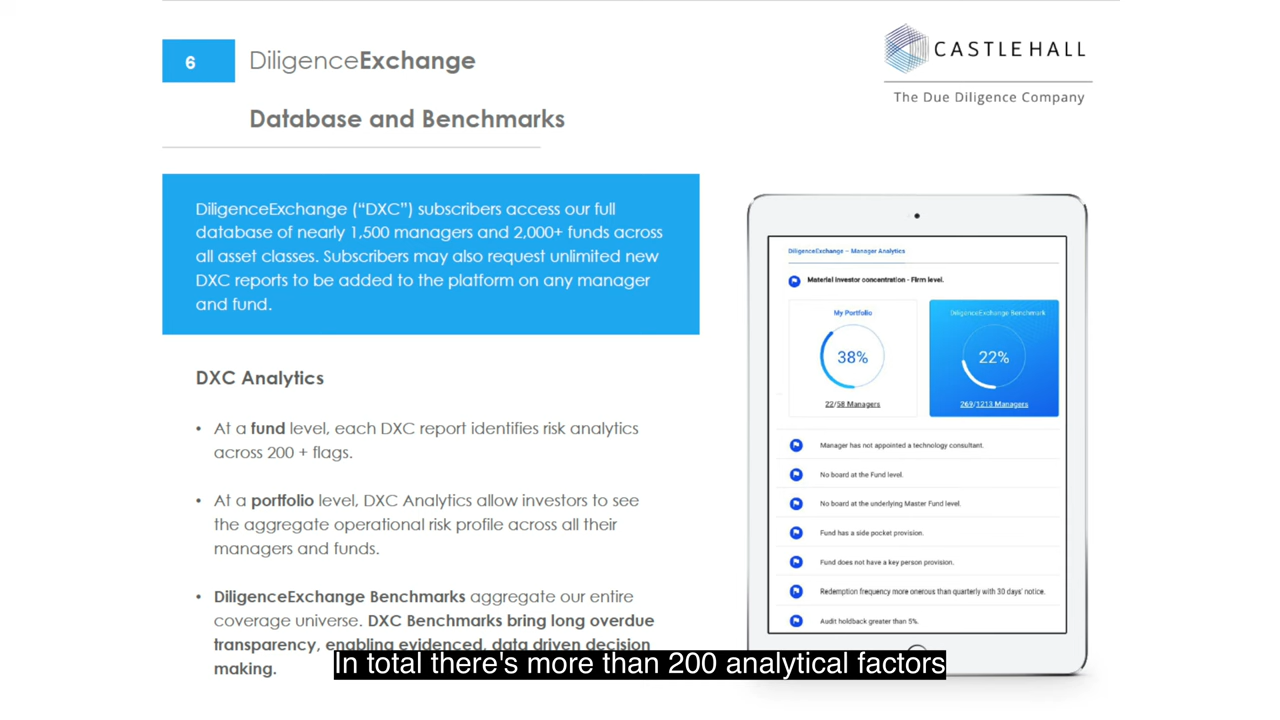 6
DiligenceExchange
CASTLEHALL
The Due Diligence Company
Database and Benchmarks
DiligenceExchange (“DXC”) subscribers access our full
database of nearly 1,500 managers and 2,000+ funds across
all asset classes. Subscribers may also request unlimited new
DXC reports to be added to the platform on any manager
and fund.
DXC Analytics
• At a fund level, each DXC report identifies risk analytics
across 200 + flags.
• At a portfolio level, DXC Analytics allow investors to see
the aggregate operational risk profile across all their
managers and funds.
• DiligenceExchange Benchmarks aggregate our entire
coverage universe. DXC Benchmarks bring long overdue
transparency, enabling evidenced, data driven decision
making.
DiligenceExchange – Manager Analytics
Material investor concentration - Firm level.
My Portfolio
38%
22/58 Managers
DiligenceExchange Benchmark
22%
269/1213 Managers
Manager has not appointed a technology consultant.
No board at the Fund level.
No board at the underlying Master Fund level.
Fund has a side pocket provision.
Fund does not have a key person provision.
Redemption frequency more onerous than quarterly with 30 days' notice.
Audit holdback greater than 5%.
In total there's more than 200 analytical factors